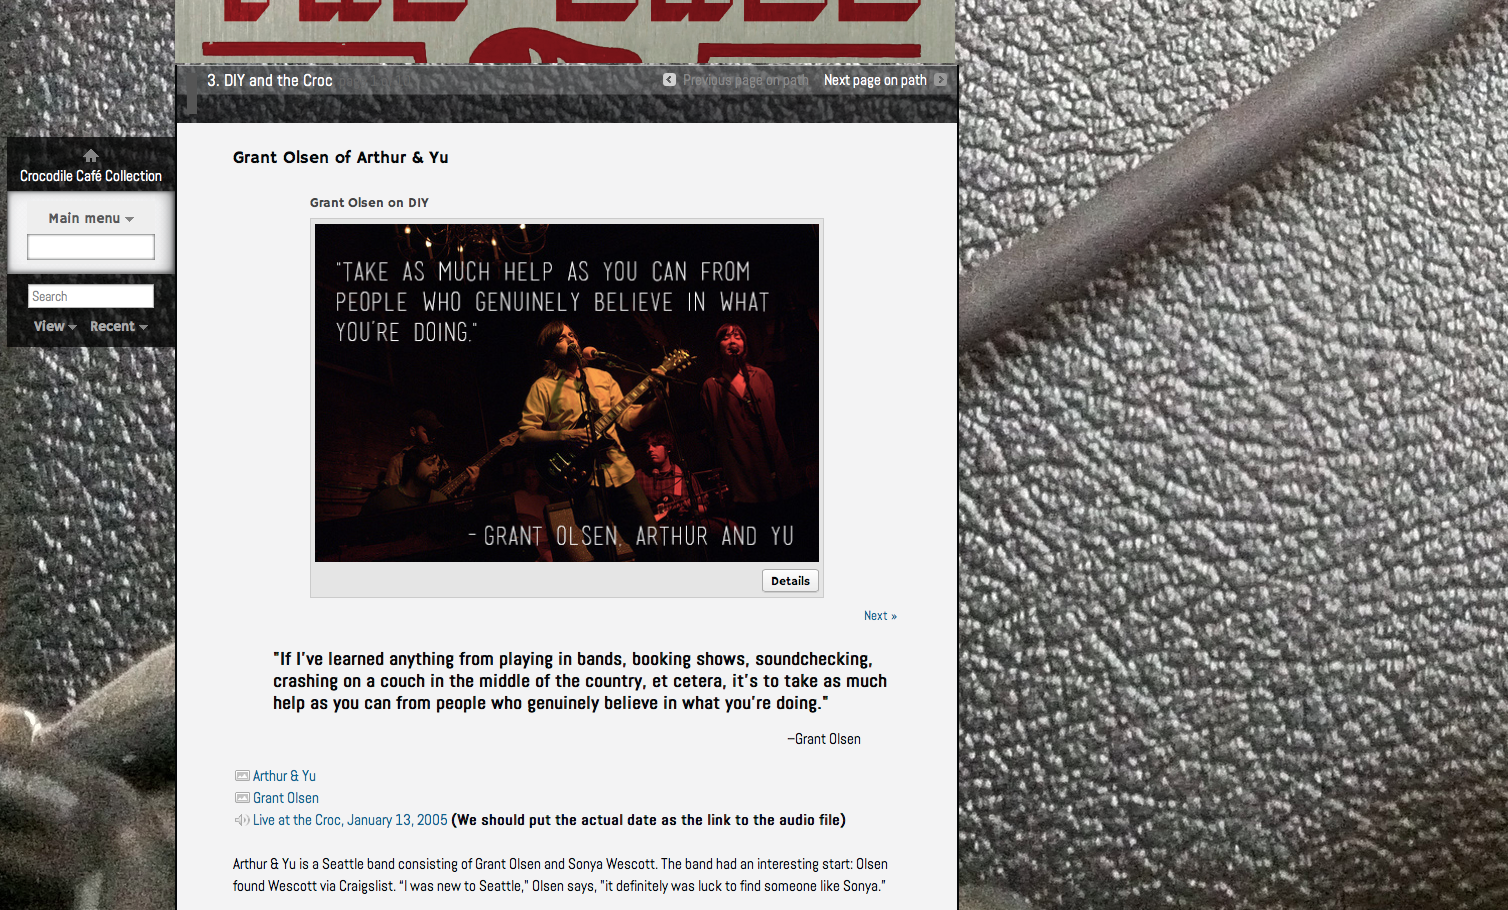 3. DIY and the Croc
Previous page on path Next page on path
Crocodile Café Collection
Main menu
Search
View Recent
Grant Olsen of Arthur & Yu
Grant Olsen on DIY
"TAKE AS MUCH HELP AS YOU CAN FROM
PEOPLE WHO GENUINELY BELIEVE IN WHAT
YOU'RE DOING."
- GRANT OLSEN, ARTHUR AND YU
Details
Next »
"If I've learned anything from playing in bands, booking shows, soundchecking,
crashing on a couch in the middle of the country, et cetera, it's to take as much
help as you can from people who genuinely believe in what you're doing."
–Grant Olsen
Arthur & Yu
Grant Olsen
Live at the Croc, January 13, 2005 (We should put the actual date as the link to the audio file)
Arthur & Yu is a Seattle band consisting of Grant Olsen and Sonya Wescott. The band had an interesting start: Olsen
found Wescott via Craigslist. “I was new to Seattle,” Olsen says, "it definitely was luck to find someone like Sonya.”